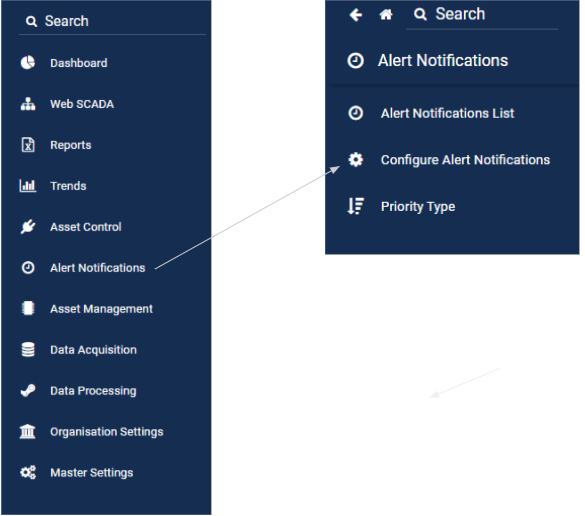 Search
Dashboard
Web SCADA
Reports
Trends
Asset Control
Alert Notifications
Asset Management
Data Acquisition
Data Processing
Organisation Settings
Master Settings
Search
Alert Notifications
Alert Notifications List
Configure Alert Notifications
Priority Type